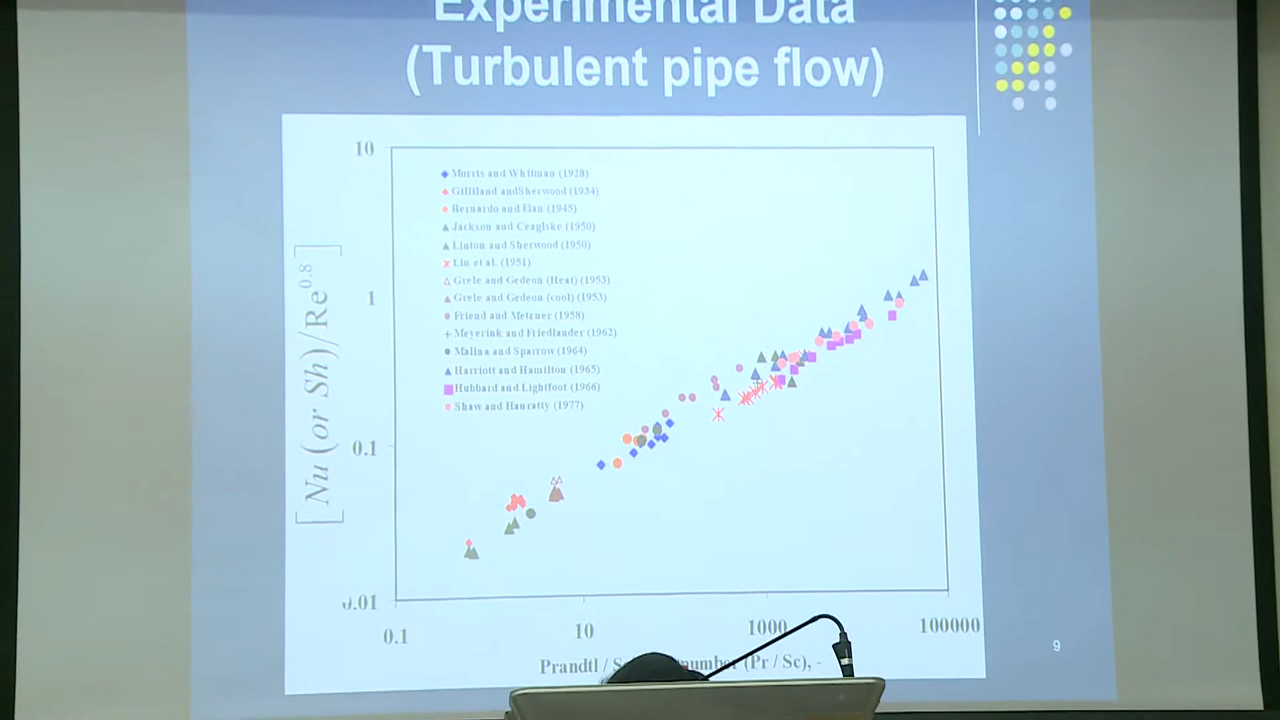 Experimental Data
(Turbulent pipe flow)
10
Morris and Whitman (1928)
Gilliland andSherwood (1934)
Bernardo and Eian (1945)
Jackson and Ceaglske (1950)
Linton and Sherwood (1950)
Lin et al. (1951)
Grele and Gedeon (Heat) (1953)
Grele and Gedeon (cool) (1953)
Friend and Metzner (1958)
Meyerink and Friedlander (1962)
Malina and Sparrow (1964)
Harriott and Hamilton (1965)
Hubbard and Lightfoot (1966)
Shaw and Hanratty (1977)
[Nu (or Sh)/Re^0.8]
1
0.1
0.01
0.1 10 1000 100000
Prandtl / number (Pr / Sc), -
9